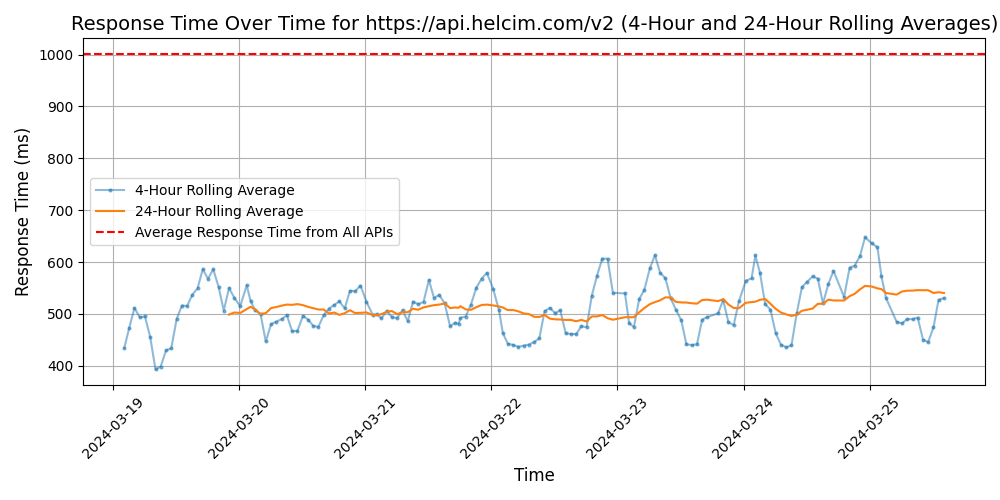 Response Time Over Time for https://api.helcim.com/v2 (4-Hour and 24-Hour Rolling Averages)
Response Time (ms)
1000
900
800
700
600
500
400
4-Hour Rolling Average
24-Hour Rolling Average
Average Response Time from All APIs
2024-03-19
2024-03-20
2024-03-21
2024-03-22
2024-03-23
2024-03-24
2024-03-25
Time